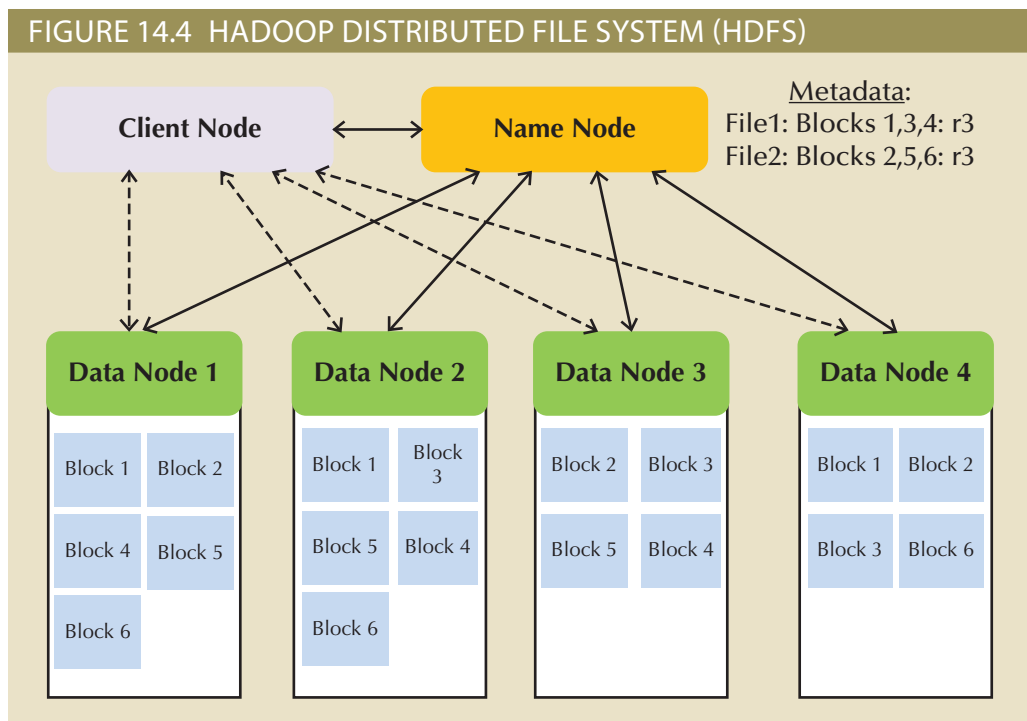 FIGURE 14.4 HADOOP DISTRIBUTED FILE SYSTEM (HDFS)
Client Node
Name Node
Metadata:
File1: Blocks 1,3,4: r3
File2: Blocks 2,5,6: r3
Data Node 1
Block 1
Block 2
Block 4
Block 5
Block 6
Data Node 2
Block 1
Block
3
Block 5
Block 4
Block 6
Data Node 3
Block 2
Block 3
Block 5
Block 4
Data Node 4
Block 1
Block 2
Block 3
Block 6